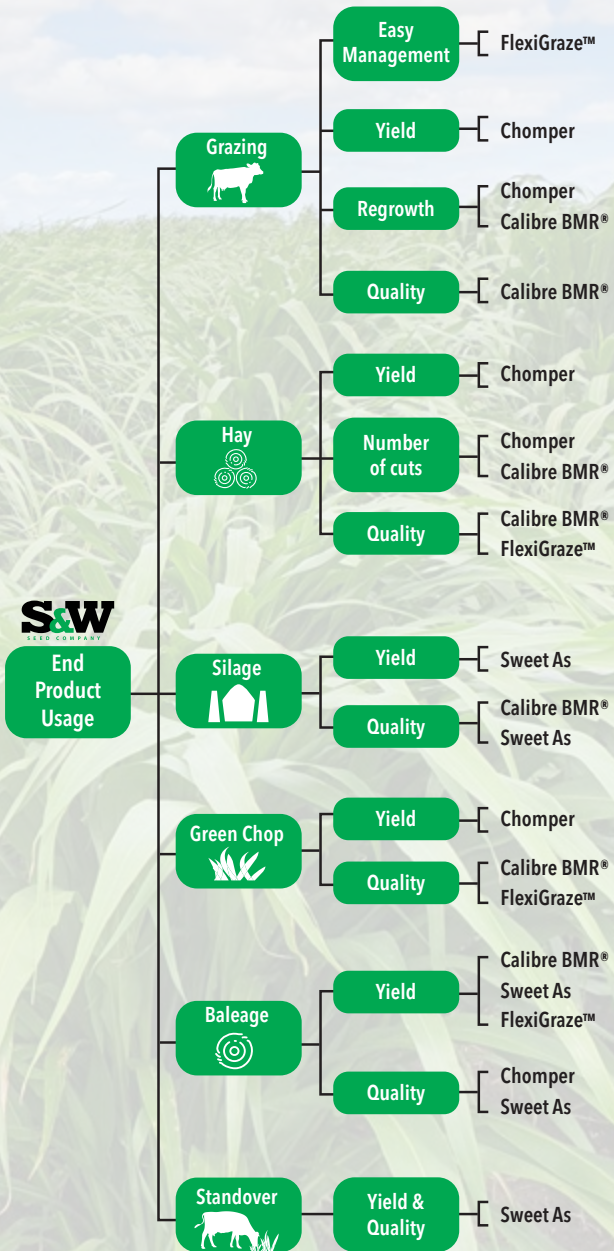 Easy
Management
FlexiGraze™
Yield
Chomper
Grazing
Regrowth
Chomper
Calibre BMR®
Quality
Calibre BMR®
Yield
Chomper
Hay
Number
of cuts
Chomper
Calibre BMR®
Quality
Calibre BMR®
FlexiGraze™
S&W
SEED COMPANY
End
Product
Usage
Silage
Yield
Sweet As
Quality
Calibre BMR®
Sweet As
Green Chop
Yield
Chomper
Quality
Calibre BMR®
FlexiGraze™
Baleage
Yield
Calibre BMR®
Sweet As
FlexiGraze™
Quality
Chomper
Sweet As
Standover
Yield &
Quality
Sweet As